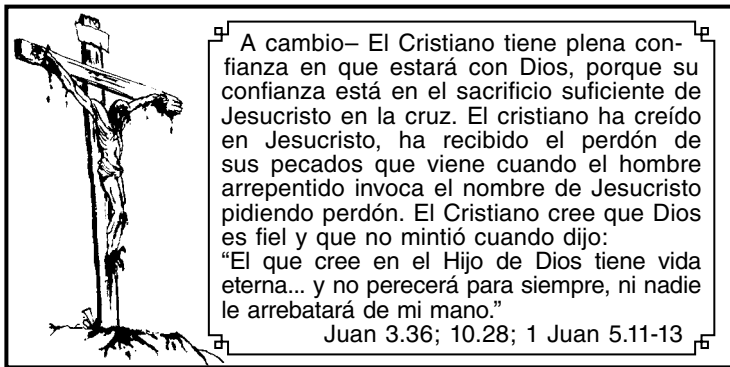 A cambio– El Cristiano tiene plena con-
fianza en que estará con Dios, porque su
confianza está en el sacrificio suficiente de
Jesucristo en la cruz. El cristiano ha creído
en Jesucristo, ha recibido el perdón de
sus pecados que viene cuando el hombre
arrepentido invoca el nombre de Jesucristo
pidiendo perdón. El Cristiano cree que Dios
es fiel y que no mintió cuando dijo:
“El que cree en el Hijo de Dios tiene vida
eterna... y no perecerá para siempre, ni nadie
le arrebatará de mi mano.”
Juan 3.36; 10.28; 1 Juan 5.11-13